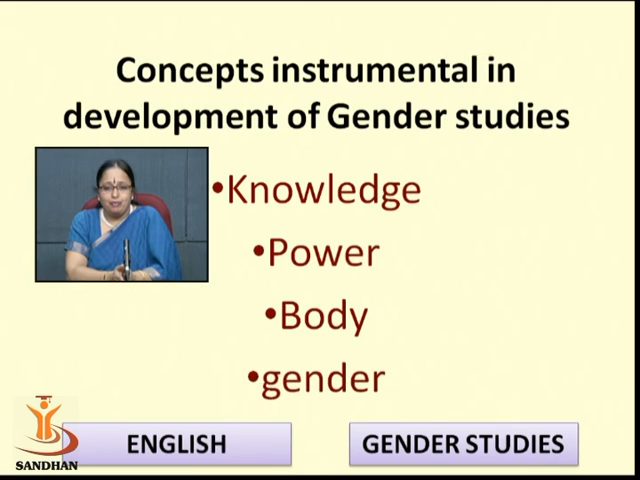 Concepts instrumental in
development of Gender studies
•Knowledge
•Power
•Body
•gender
SANDHAN
ENGLISH
GENDER STUDIES